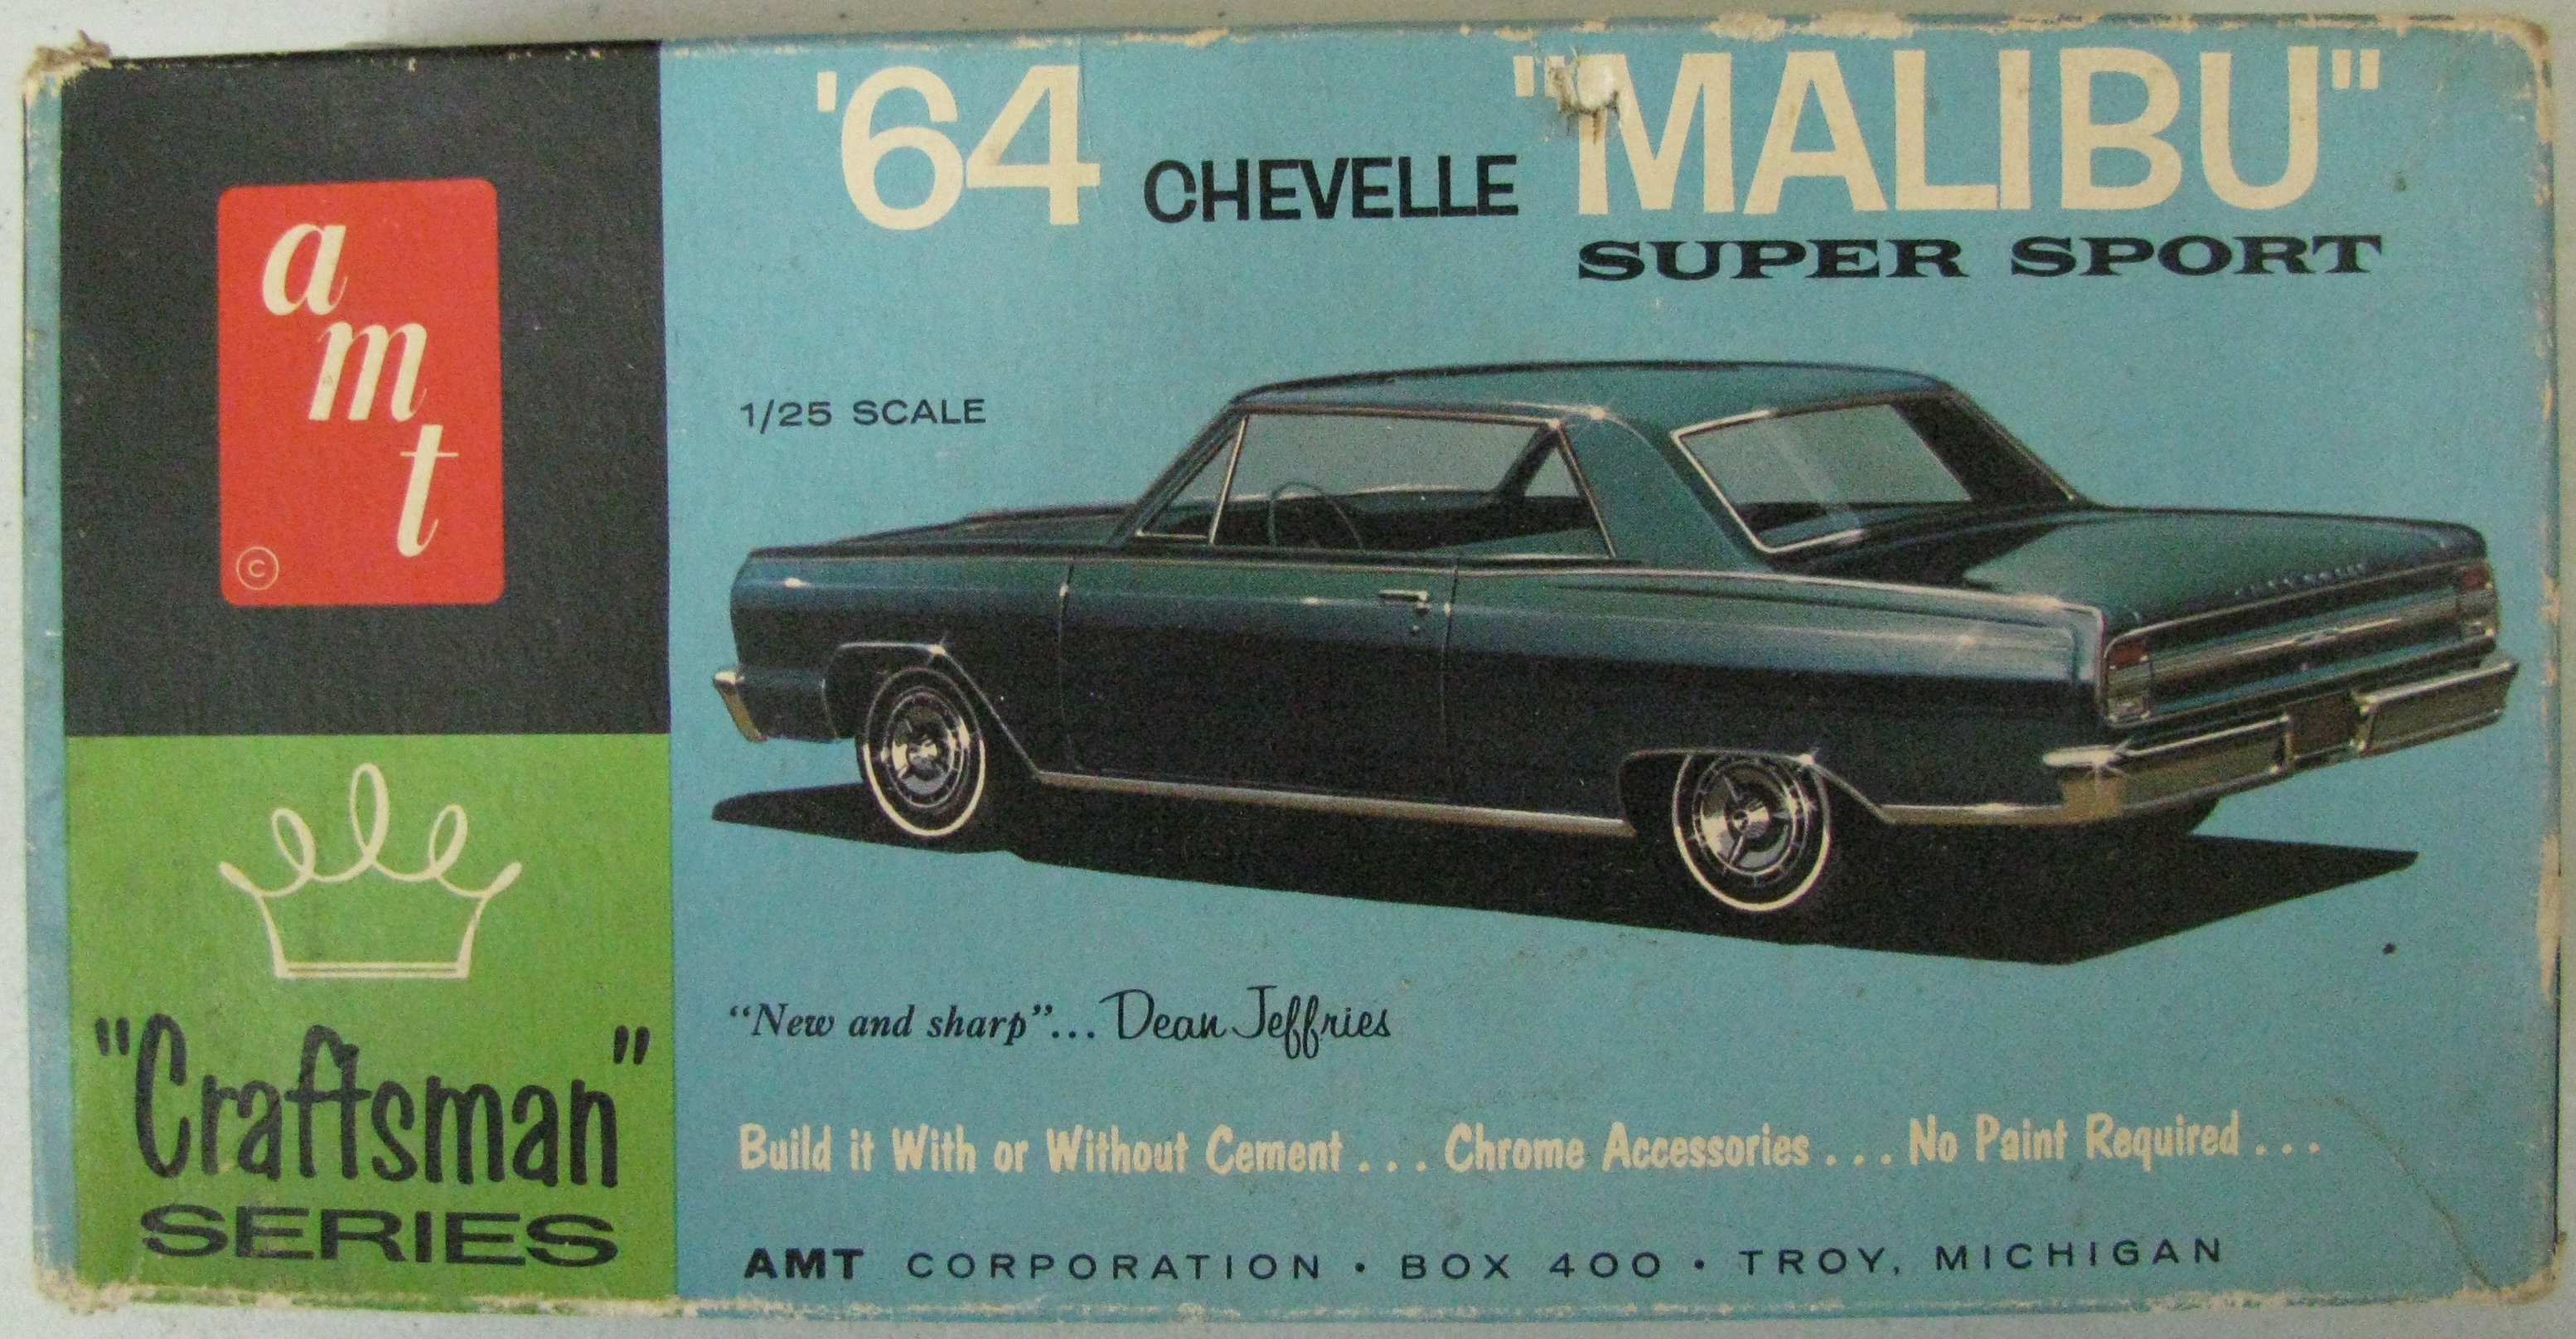 a
m
t
©
'64 CHEVELLE "MALIBU"
SUPER SPORT
1/25 SCALE
"New and sharp"... Dean Jeffries
"Craftsman"
SERIES
Build it With or Without Cement . . . Chrome Accessories . . . No Paint Required . . .
AMT CORPORATION • BOX 400 • TROY, MICHIGAN